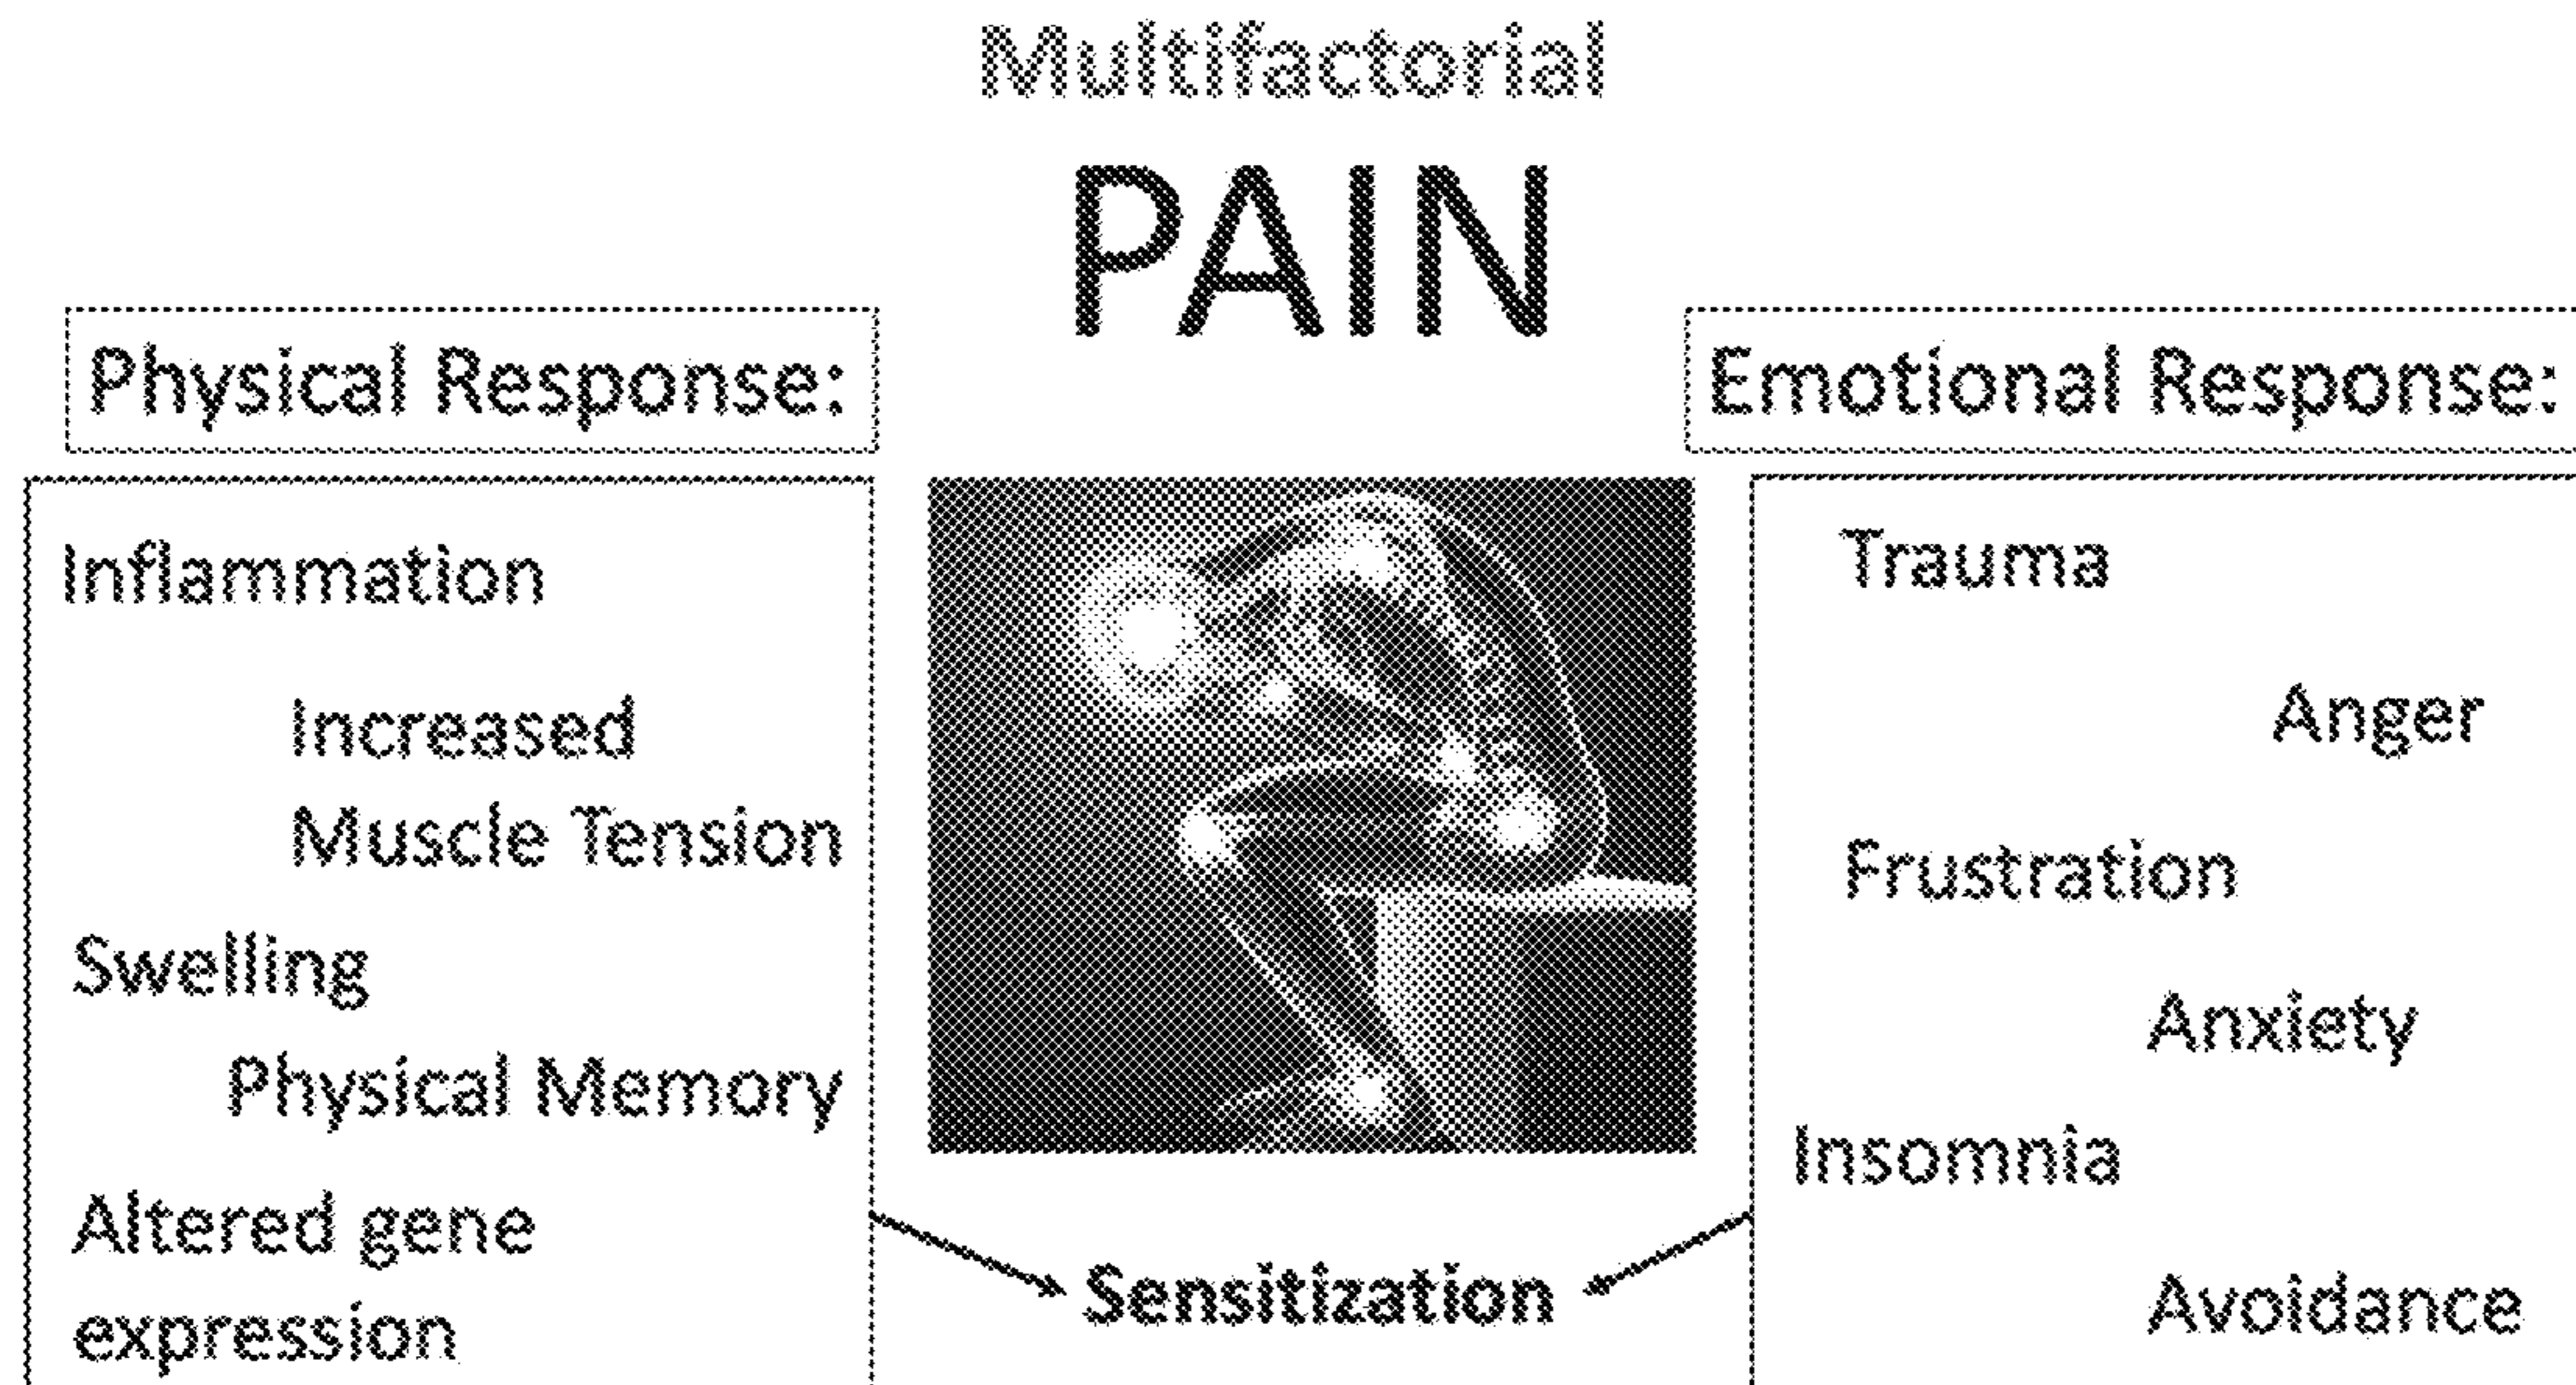 Multifactorial
PAIN
Physical Response:
Inflammation
Increased
Muscle Tension
Swelling
Physical Memory
Altered gene
expression
Emotional Response:
Trauma
Anger
Frustration
Anxiety
Insomnia
Avoidance
Sensitization